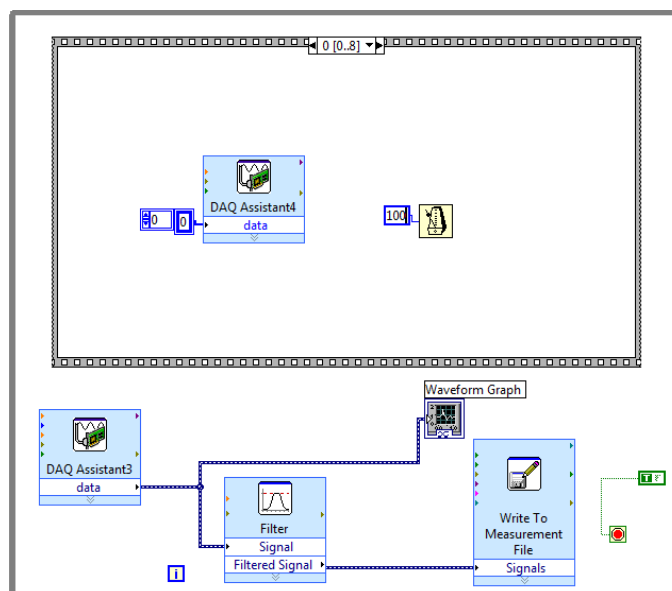 0 [0..8]
DAQ Assistant4
data
0
0
100
Waveform Graph
DAQ Assistant3
data
Filter
Signal
Filtered Signal
Write To
Measurement
File
Signals
T
i